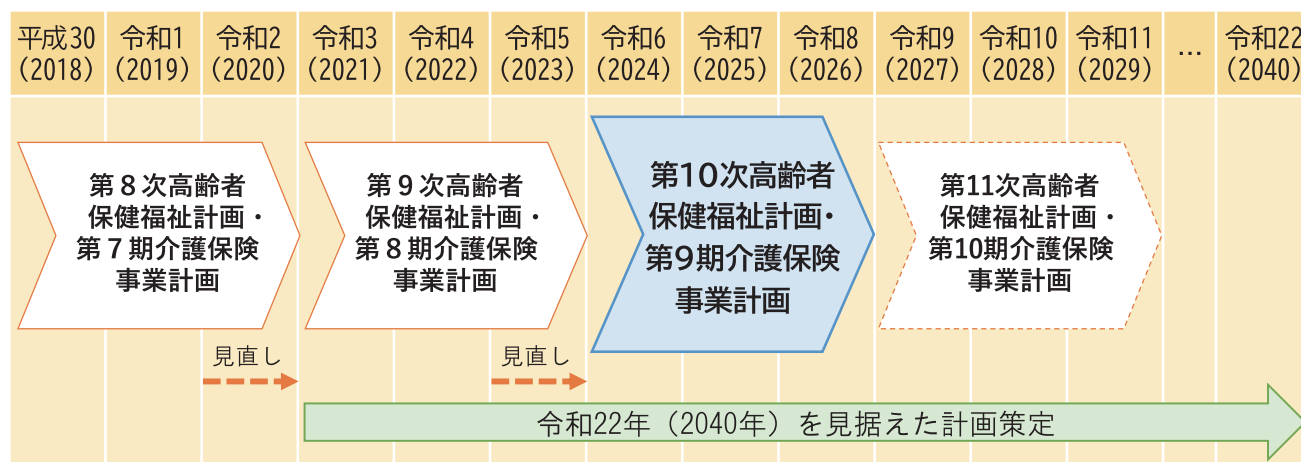 平成30 令和1 令和2 令和3 令和4 令和5 令和6 令和7 令和8 令和9 令和10 令和11 … 令和22
(2018) (2019) (2020) (2021) (2022) (2023) (2024) (2025) (2026) (2027) (2028) (2029) (2040)
第8次高齢者
保健福祉計画・
第7期介護保険
事業計画
第9次高齢者
保健福祉計画・
第8期介護保険
事業計画
第10次高齢者
保健福祉計画・
第9期介護保険
事業計画
第11次高齢者
保健福祉計画・
第10期介護保険
事業計画
見直し
見直し
令和22年（2040年）を見据えた計画策定